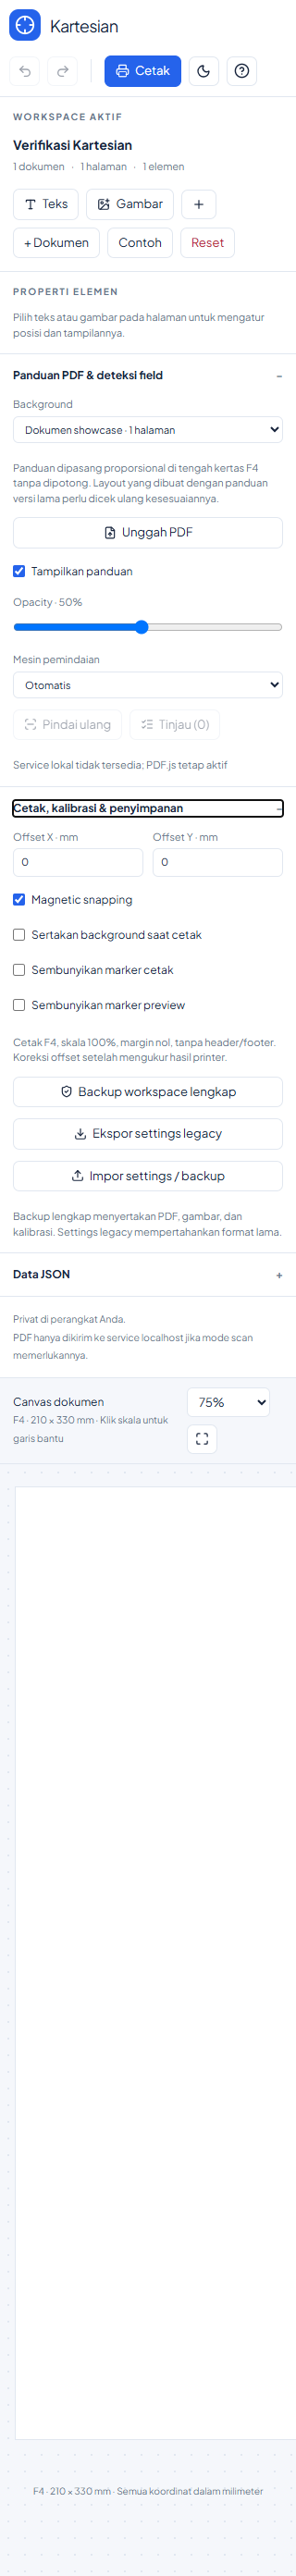 Kartesian
Cetak
WORKSPACE AKTIF
Verifikasi Kartesian
1 dokumen · 1 halaman · 1 elemen
Teks
Gambar
+
+ Dokumen
Contoh
Reset
PROPERTI ELEMEN
Pilih teks atau gambar pada halaman untuk mengatur
posisi dan tampilannya.
Panduan PDF & deteksi field −
Background
Dokumen showcase · 1 halaman
Panduan dipasang proporsional di tengah kertas F4
tanpa dipotong. Layout yang dibuat dengan panduan
versi lama perlu dicek ulang kesesuaiannya.
Unggah PDF
Tampilkan panduan
Opacity · 50%
Mesin pemindaian
Otomatis
Pindai ulang
Tinjau (0)
Service lokal tidak tersedia; PDF.js tetap aktif
Cetak, kalibrasi & penyimpanan −
Offset X · mm
Offset Y · mm
0
0
Magnetic snapping
Sertakan background saat cetak
Sembunyikan marker cetak
Sembunyikan marker preview
Cetak F4, skala 100%, margin nol, tanpa header/footer.
Koreksi offset setelah mengukur hasil printer.
Backup workspace lengkap
Ekspor settings legacy
Impor settings / backup
Backup lengkap menyertakan PDF, gambar, dan
kalibrasi. Settings legacy mempertahankan format lama.
Data JSON +
Privat di perangkat Anda.
PDF hanya dikirim ke service localhost jika mode scan
memerlukannya.
Canvas dokumen
F4 · 210 × 330 mm · Klik skala untuk
garis bantu
75%
F4 · 210 × 330 mm · Semua koordinat dalam milimeter